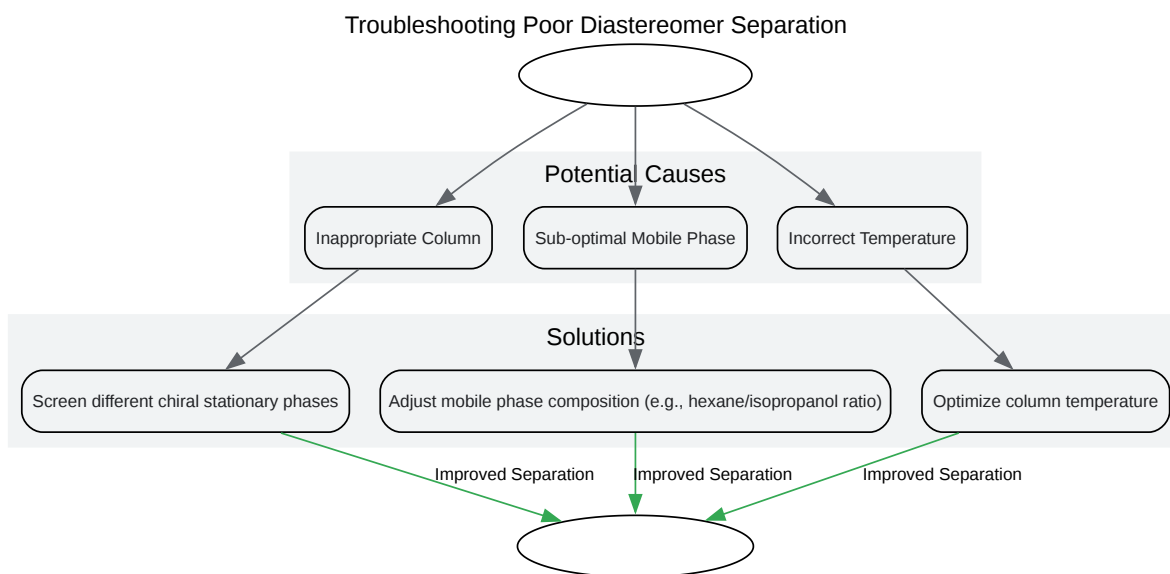 Troubleshooting Poor Diastereomer Separation
Potential Causes
Inappropriate Column
Sub-optimal Mobile Phase
Incorrect Temperature
Solutions
Screen different chiral stationary phases
Adjust mobile phase composition (e.g., hexane/isopropanol ratio)
Optimize column temperature
Improved Separation
Improved Separation
Improved Separation